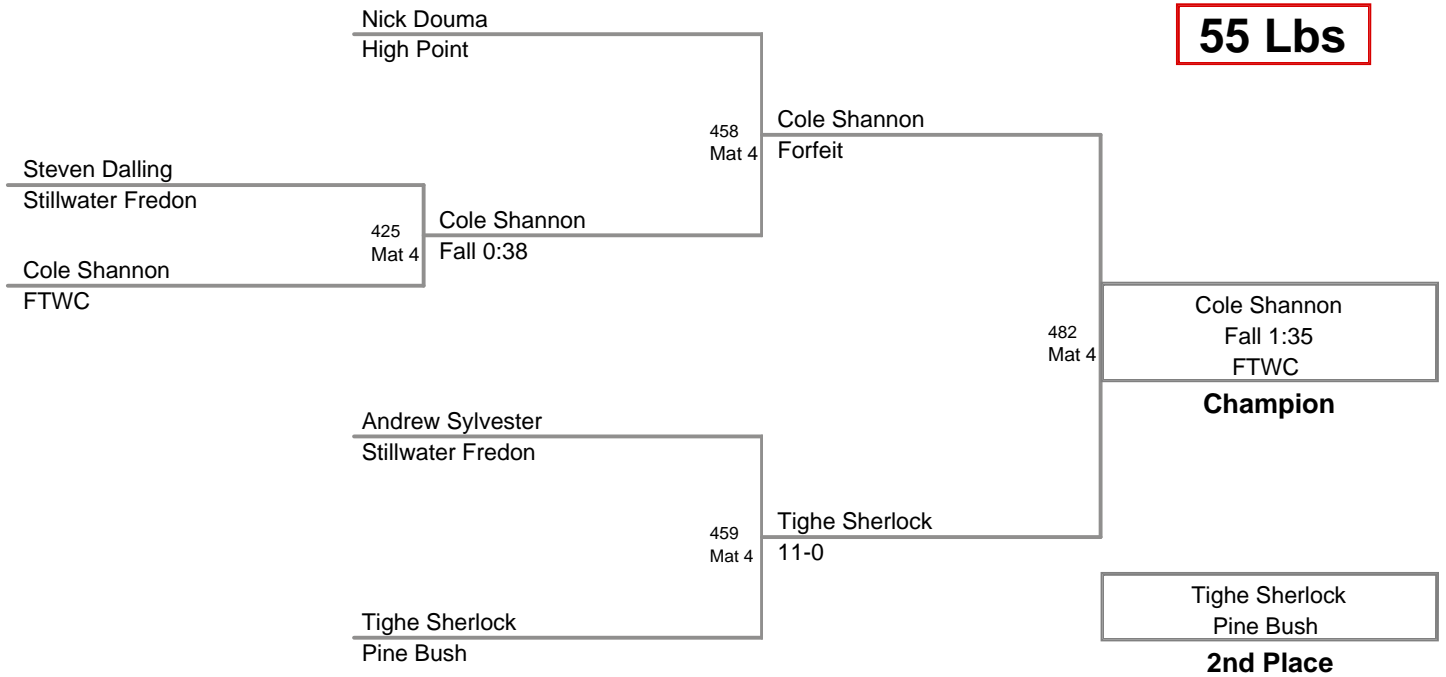 Nick Douma
High Point
55 Lbs
458
Mat 4
Cole Shannon
Forfeit
Steven Dalling
Stillwater Fredon
425
Mat 4
Cole Shannon
Fall 0:38
Cole Shannon
FTWC
482
Mat 4
Cole Shannon
Fall 1:35
FTWC
Champion
Andrew Sylvester
Stillwater Fredon
459
Mat 4
Tighe Sherlock
11-0
Tighe Sherlock
Pine Bush
Tighe Sherlock
Pine Bush
2nd Place